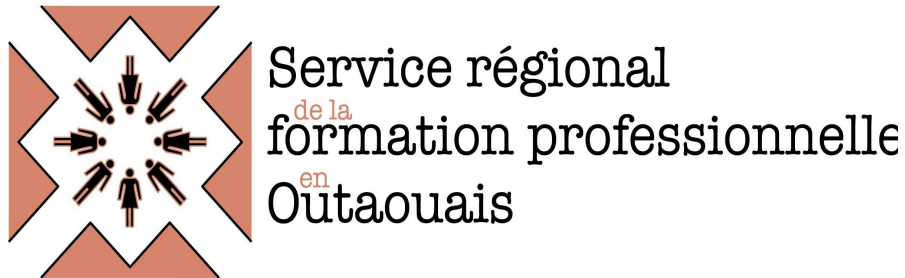 Service régional
de la
formation professionnelle
en
Outaouais